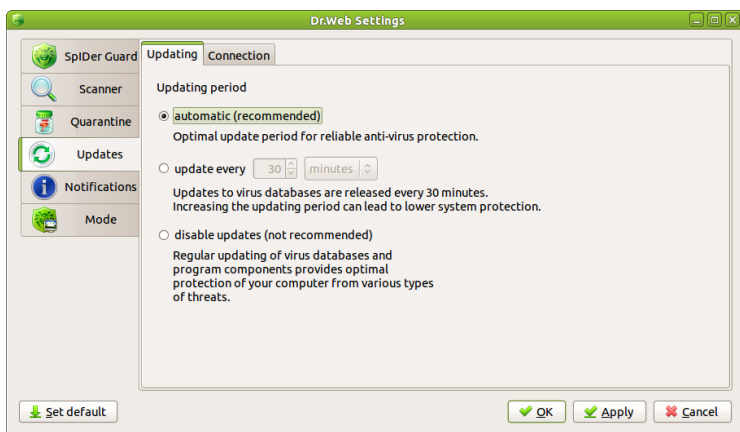 Dr.Web Settings
SpIDer Guard
Scanner
Quarantine
Updates
Notifications
Mode
Updating Connection
Updating period
automatic (recommended)
Optimal update period for reliable anti-virus protection.
update every 30 minutes
Updates to virus databases are released every 30 minutes.
Increasing the updating period can lead to lower system protection.
disable updates (not recommended)
Regular updating of virus databases and
program components provides optimal
protection of your computer from various types
of threats.
Set default OK Apply Cancel